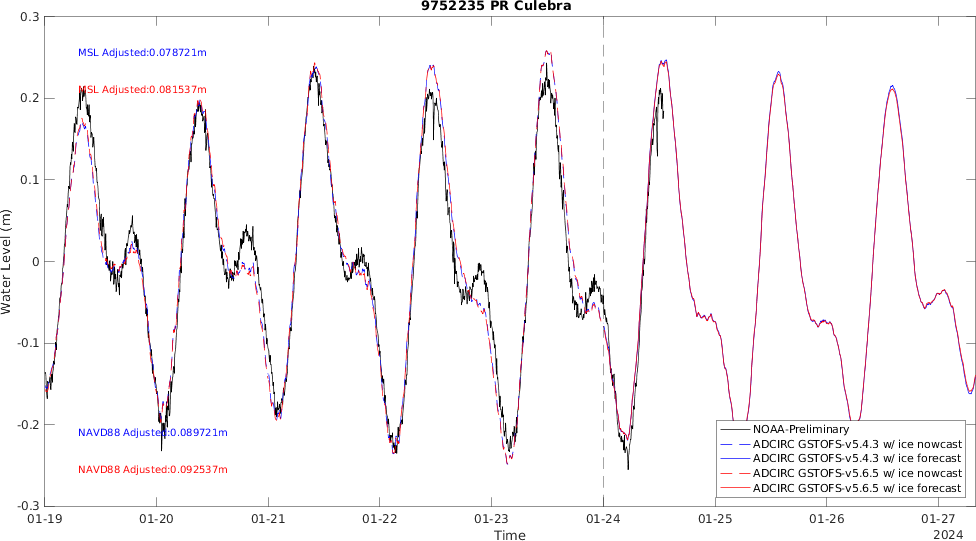 9752235 PR Culebra
0.3
0.2
0.1
0
-0.1
-0.2
-0.3
Water Level (m)
MSL Adjusted:0.078721m
MSL Adjusted:0.081537m
NAVD88 Adjusted:0.089721m
NAVD88 Adjusted:0.092537m
NOAA-Preliminary
ADCIRC GSTOFS-v5.4.3 w/ ice nowcast
ADCIRC GSTOFS-v5.4.3 w/ ice forecast
ADCIRC GSTOFS-v5.6.5 w/ ice nowcast
ADCIRC GSTOFS-v5.6.5 w/ ice forecast
01-19 01-20 01-21 01-22 01-23 01-24 01-25 01-26 01-27
Time
2024